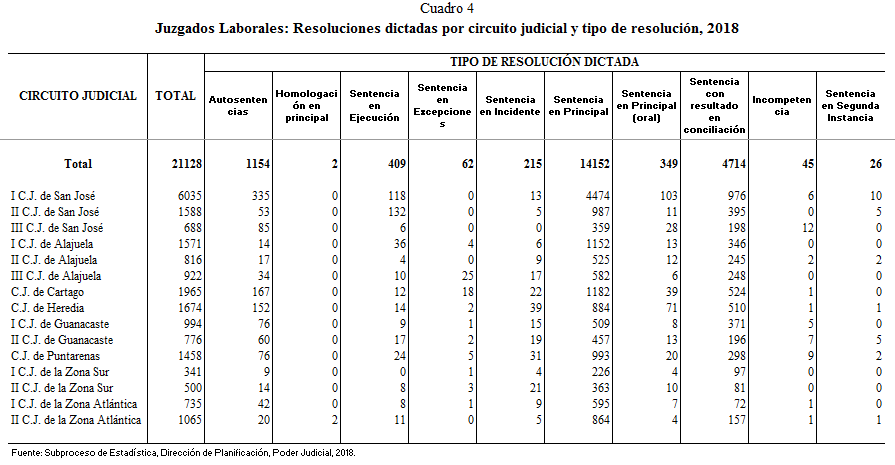 Cuadro 4
Juzgados Laborales: Resoluciones dictadas por circuito judicial y tipo de resolución, 2018
CIRCUITO JUDICIAL TOTAL TIPO DE RESOLUCIÓN DICTADA
Autosentencias Homologación en principal Sentencia en Ejecución Sentencia en Excepciones Sentencia en Incidente Sentencia en Principal Sentencia en Principal (oral) Sentencia con resultado en conciliación Incompetencia Sentencia en Segunda Instancia
Total 21128 1154 2 409 62 215 14152 349 4714 45 26
I C.J. de San José 6035 335 0 118 0 13 4474 103 976 6 10
II C.J. de San José 1588 53 0 132 0 5 987 11 395 0 5
III C.J. de San José 688 85 0 6 0 0 359 28 198 12 0
I C.J. de Alajuela 1571 14 0 36 4 6 1152 13 346 0 0
II C.J. de Alajuela 816 17 0 4 0 9 525 12 245 2 2
III C.J. de Alajuela 922 34 0 10 25 17 582 6 248 0 0
C.J. de Cartago 1965 167 0 12 18 22 1182 39 524 1 0
C.J. de Heredia 1674 152 0 14 2 39 884 71 510 1 1
I C.J. de Guanacaste 994 76 0 9 1 15 509 8 371 5 0
II C.J. de Guanacaste 776 60 0 17 2 19 457 13 196 7 5
C.J. de Puntarenas 1458 76 0 24 5 31 993 20 298 9 2
I C.J. de la Zona Sur 341 9 0 0 1 4 226 4 97 0 0
II C.J. de la Zona Sur 500 14 0 8 3 21 363 10 81 0 0
I C.J. de la Zona Atlántica 735 42 0 8 1 9 595 7 72 1 0
II C.J. de la Zona Atlántica 1065 20 2 11 0 5 864 4 157 1 1
Fuente: Subproceso de Estadística, Dirección de Planificación, Poder Judicial, 2018.